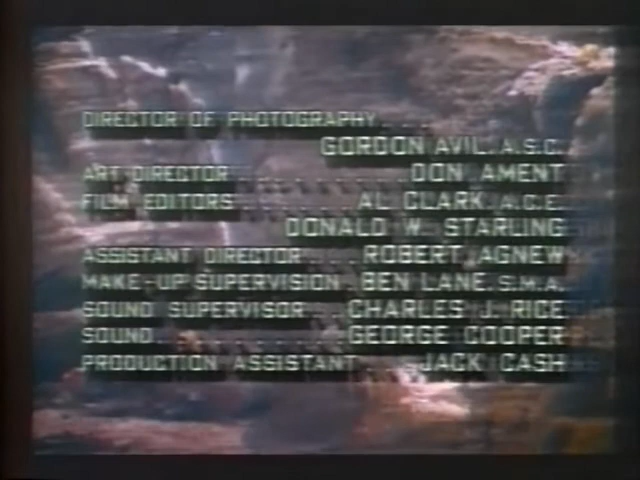 DIRECTOR OF PHOTOGRAPHY...
GORDON AVIL, A.S.C.
ART DIRECTOR............DON AMENT
FILM EDITORS.........AL CLARK, A.C.E.
DONALD W. STARLING
ASSISTANT DIRECTOR....ROBERT AGNEW
MAKE-UP SUPERVISION.BEN LANE, S.M.A.
SOUND SUPERVISOR...CHARLES J. RICE
SOUND..............GEORGE COOPER
PRODUCTION ASSISTANT....JACK CASH